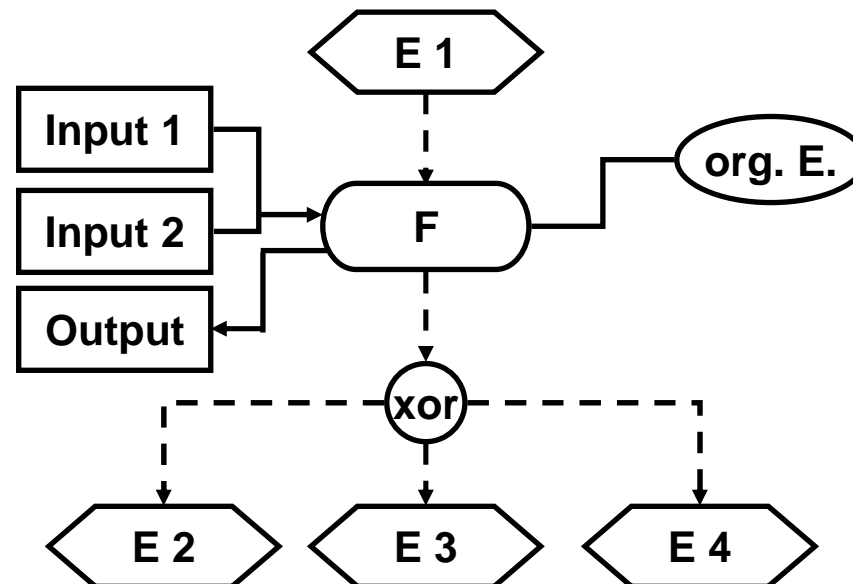 E 1
Input 1
org. E.
F
Input 2
Output
xor
E 2
E 3
E 4